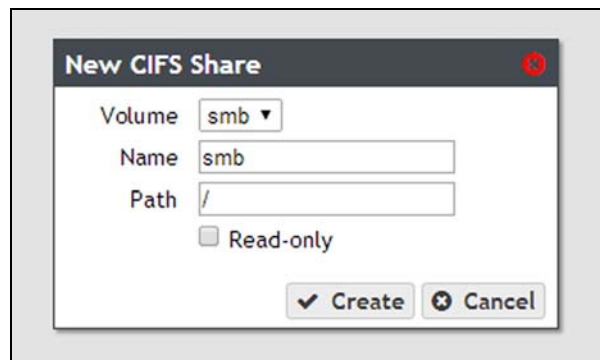 New CIFS Share
Volume smb
Name smb
Path /
Read-only
Create Cancel